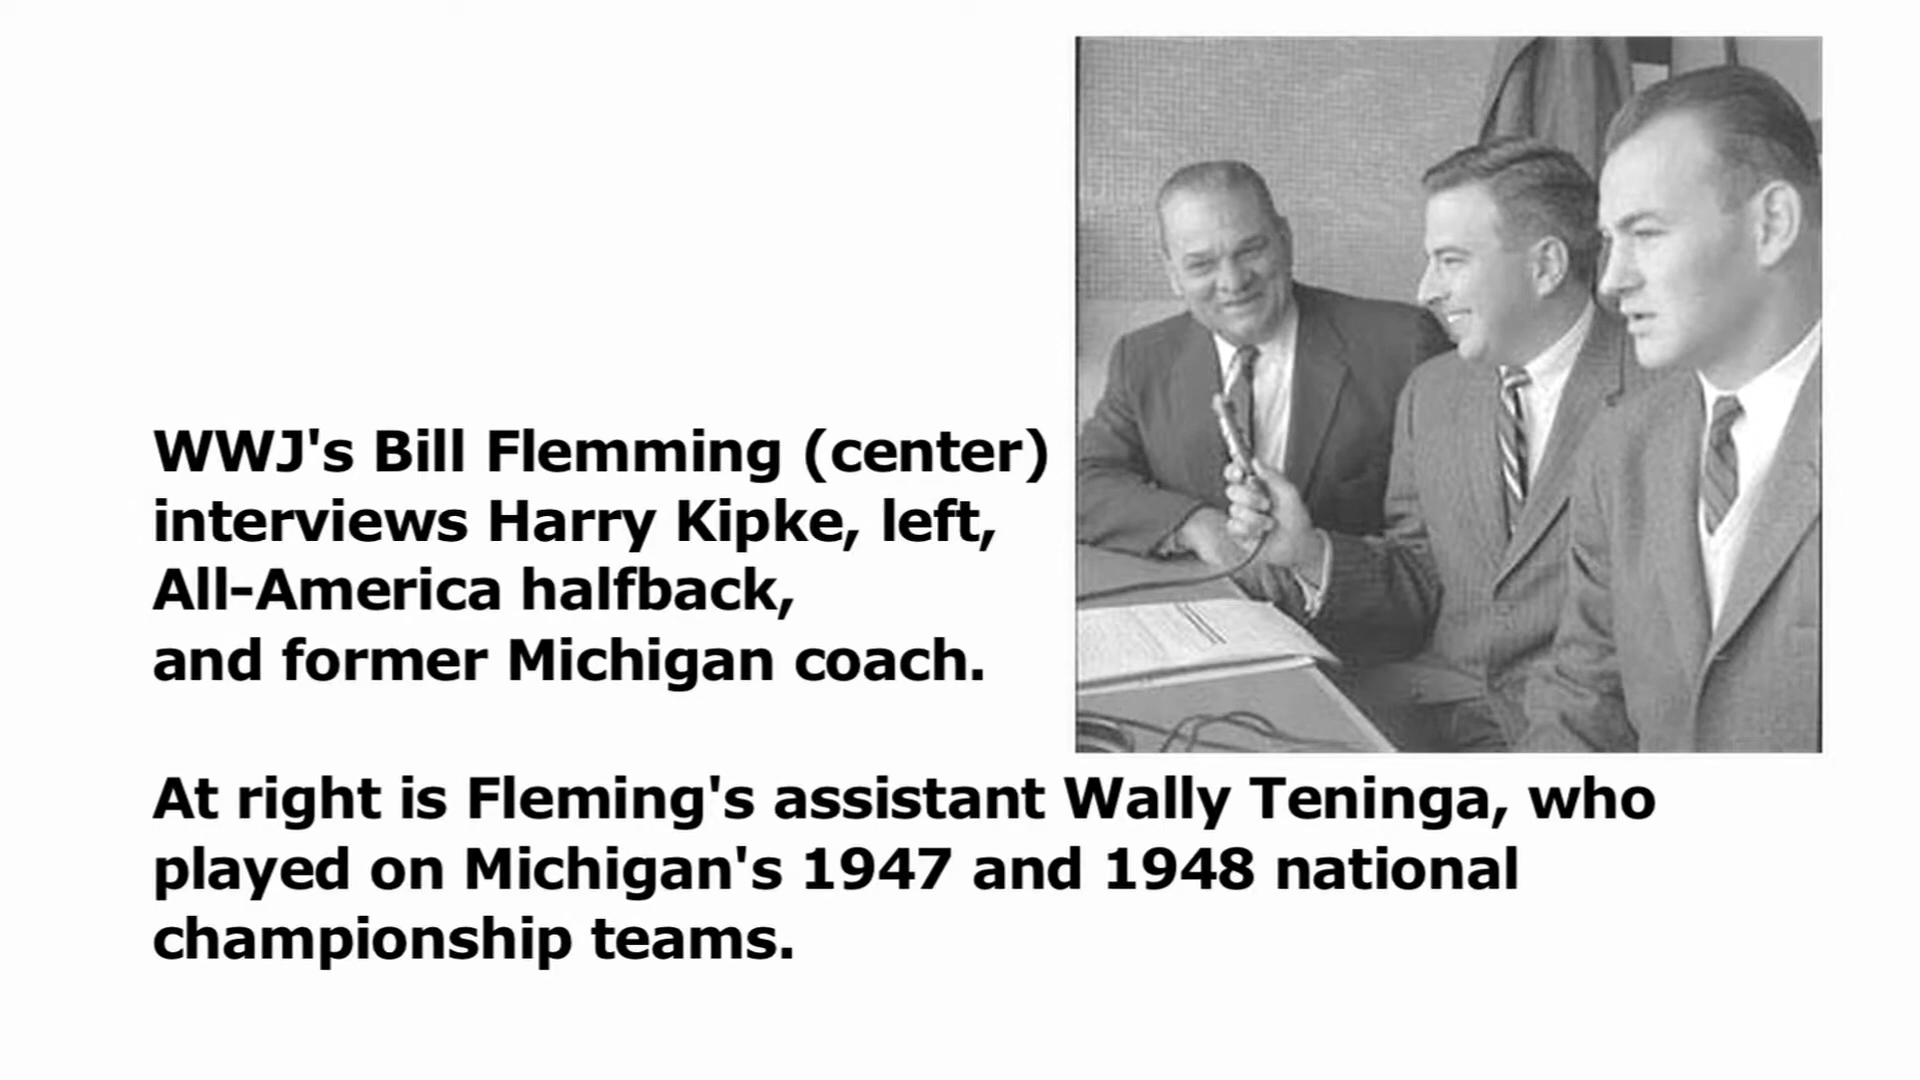 WWJ's Bill Flemming (center)
interviews Harry Kipke, left,
All-America halfback,
and former Michigan coach.
At right is Fleming's assistant Wally Teninga, who
played on Michigan's 1947 and 1948 national
championship teams.